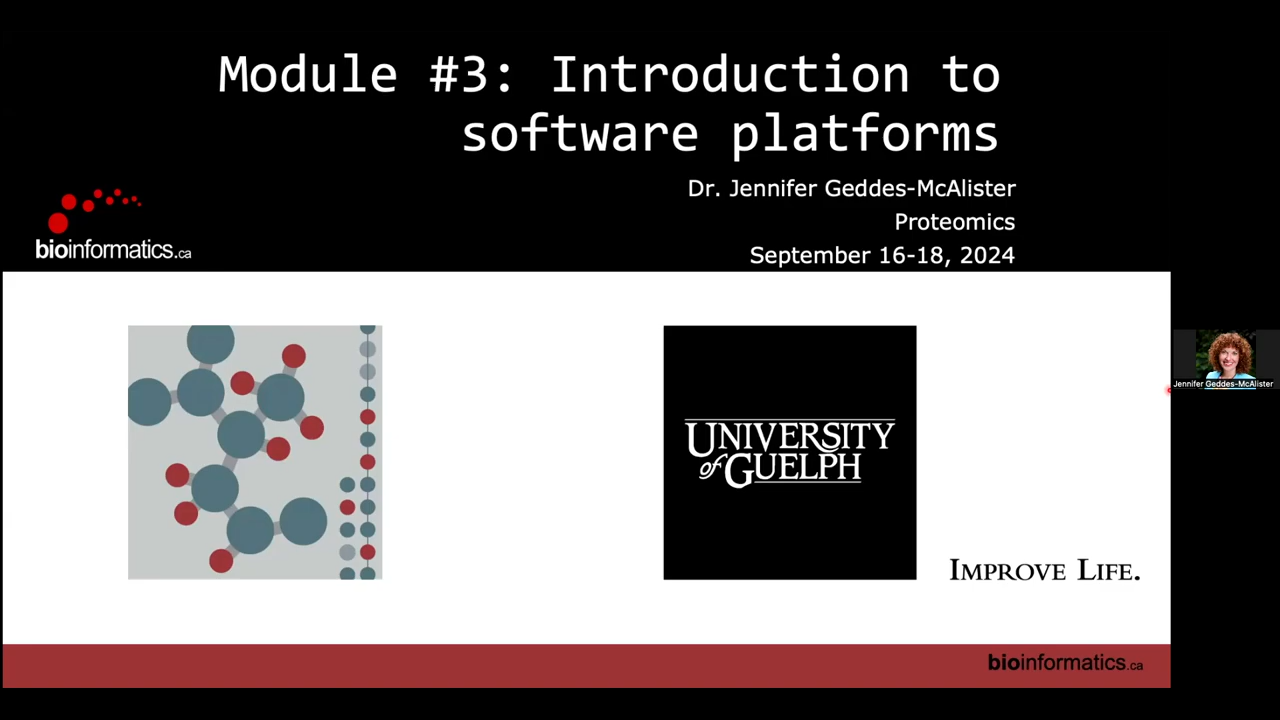 Module #3: Introduction to
software platforms
Dr. Jennifer Geddes-McAlister
Proteomics
September 16-18, 2024
bioinformatics.ca
UNIVERSITY
of GUELPH
IMPROVE LIFE.
Jennifer Geddes-McAlister
bioinformatics.ca